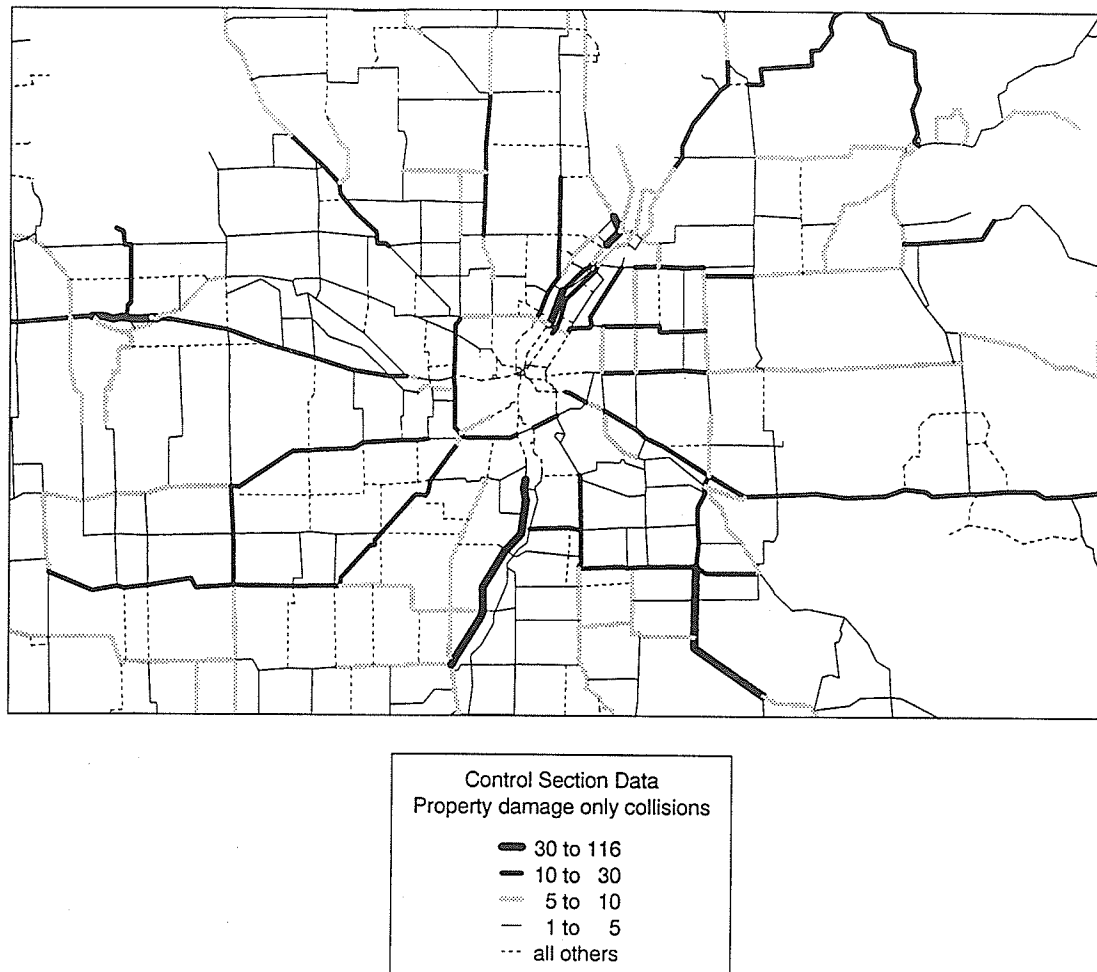 Control Section Data
Property damage only collisions
30 to 116
10 to 30
5 to 10
1 to 5
all others